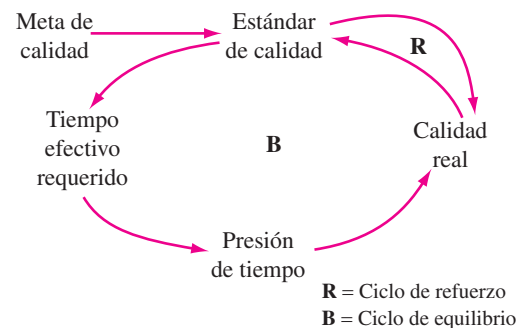 Meta de
calidad
Estándar
de calidad
R
Tiempo
efectivo
requerido
B
Calidad
real
Presión
de tiempo
R = Ciclo de refuerzo
B = Ciclo de equilibrio